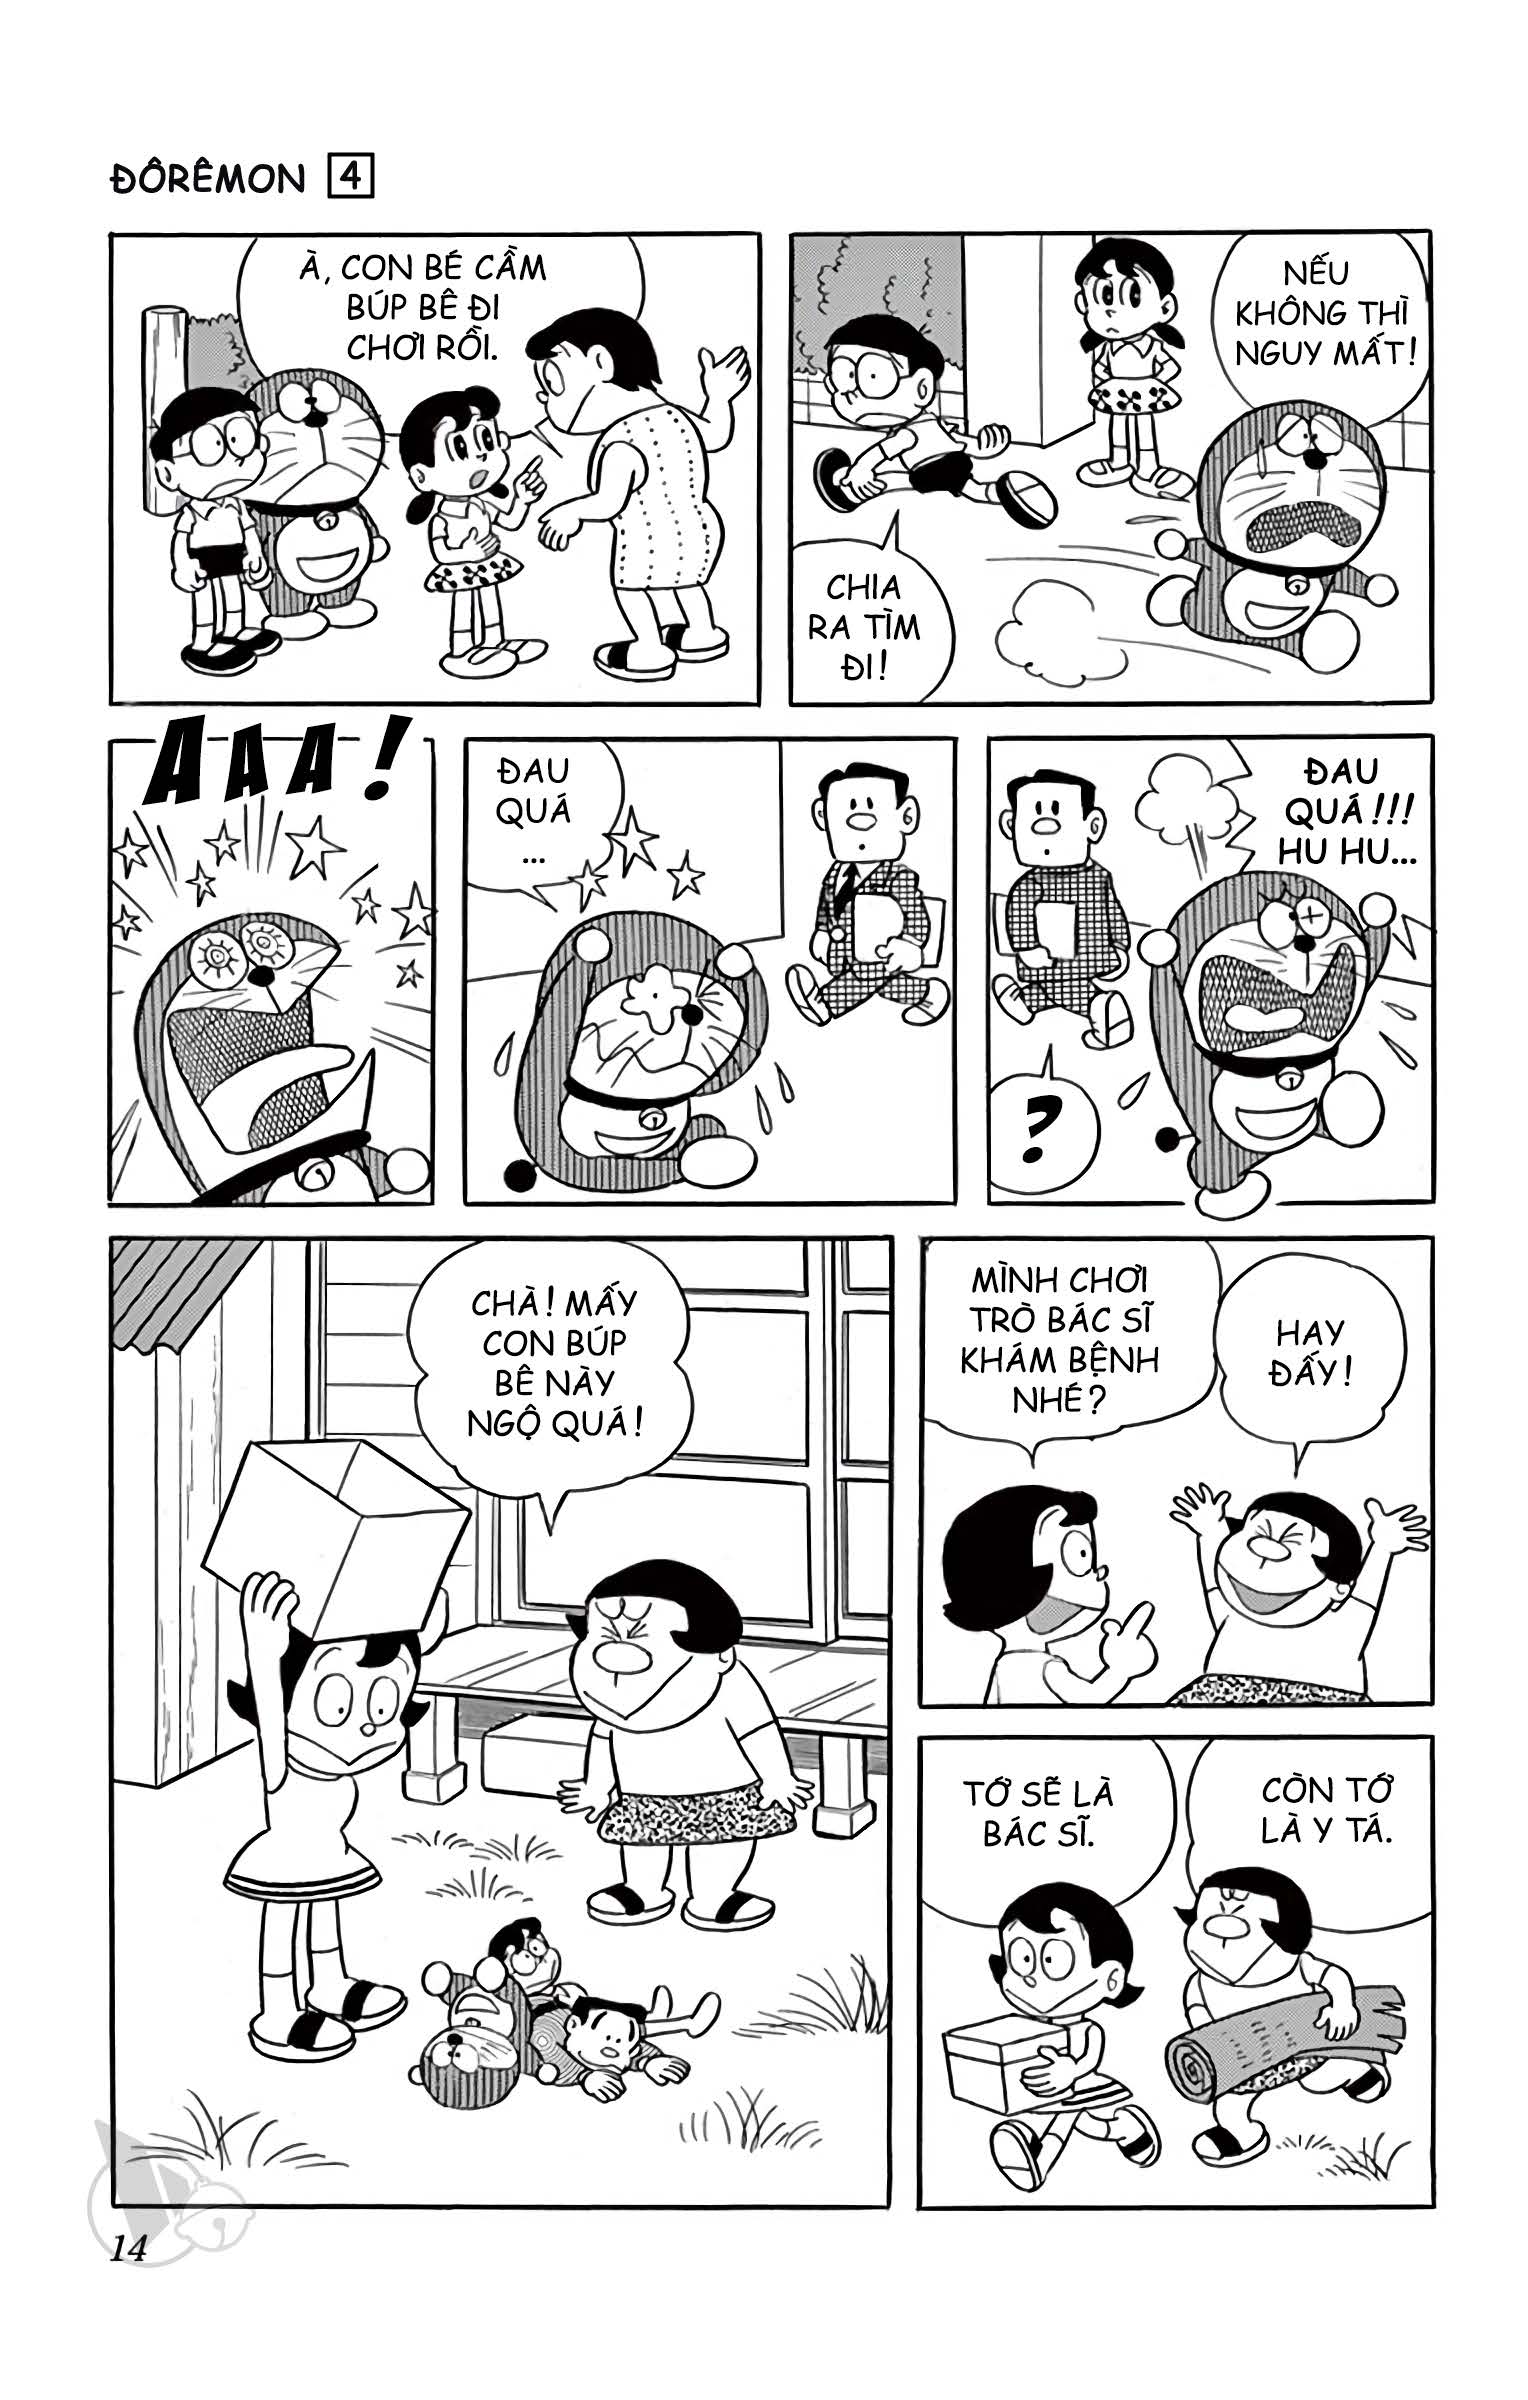 ĐÔRÊMON 4
À, CON BÉ CẦM
BÚP BÊ ĐI
CHƠI RỒI.
NẾU
KHÔNG THÌ
NGUY MẤT!
CHIA
RA TÌM
ĐI!
AAA!
ĐAU
QUÁ
...
ĐAU
QUÁ!!!
HU HU...
?
CHÀ! MẤY
CON BÚP
BÊ NÀY
NGỘ QUÁ!
MÌNH CHƠI
TRÒ BÁC SĨ
KHÁM BỆNH
NHÉ?
HAY
ĐẤY!
TỚ SẼ LÀ
BÁC SĨ.
CÒN TỚ
LÀ Y TÁ.
14